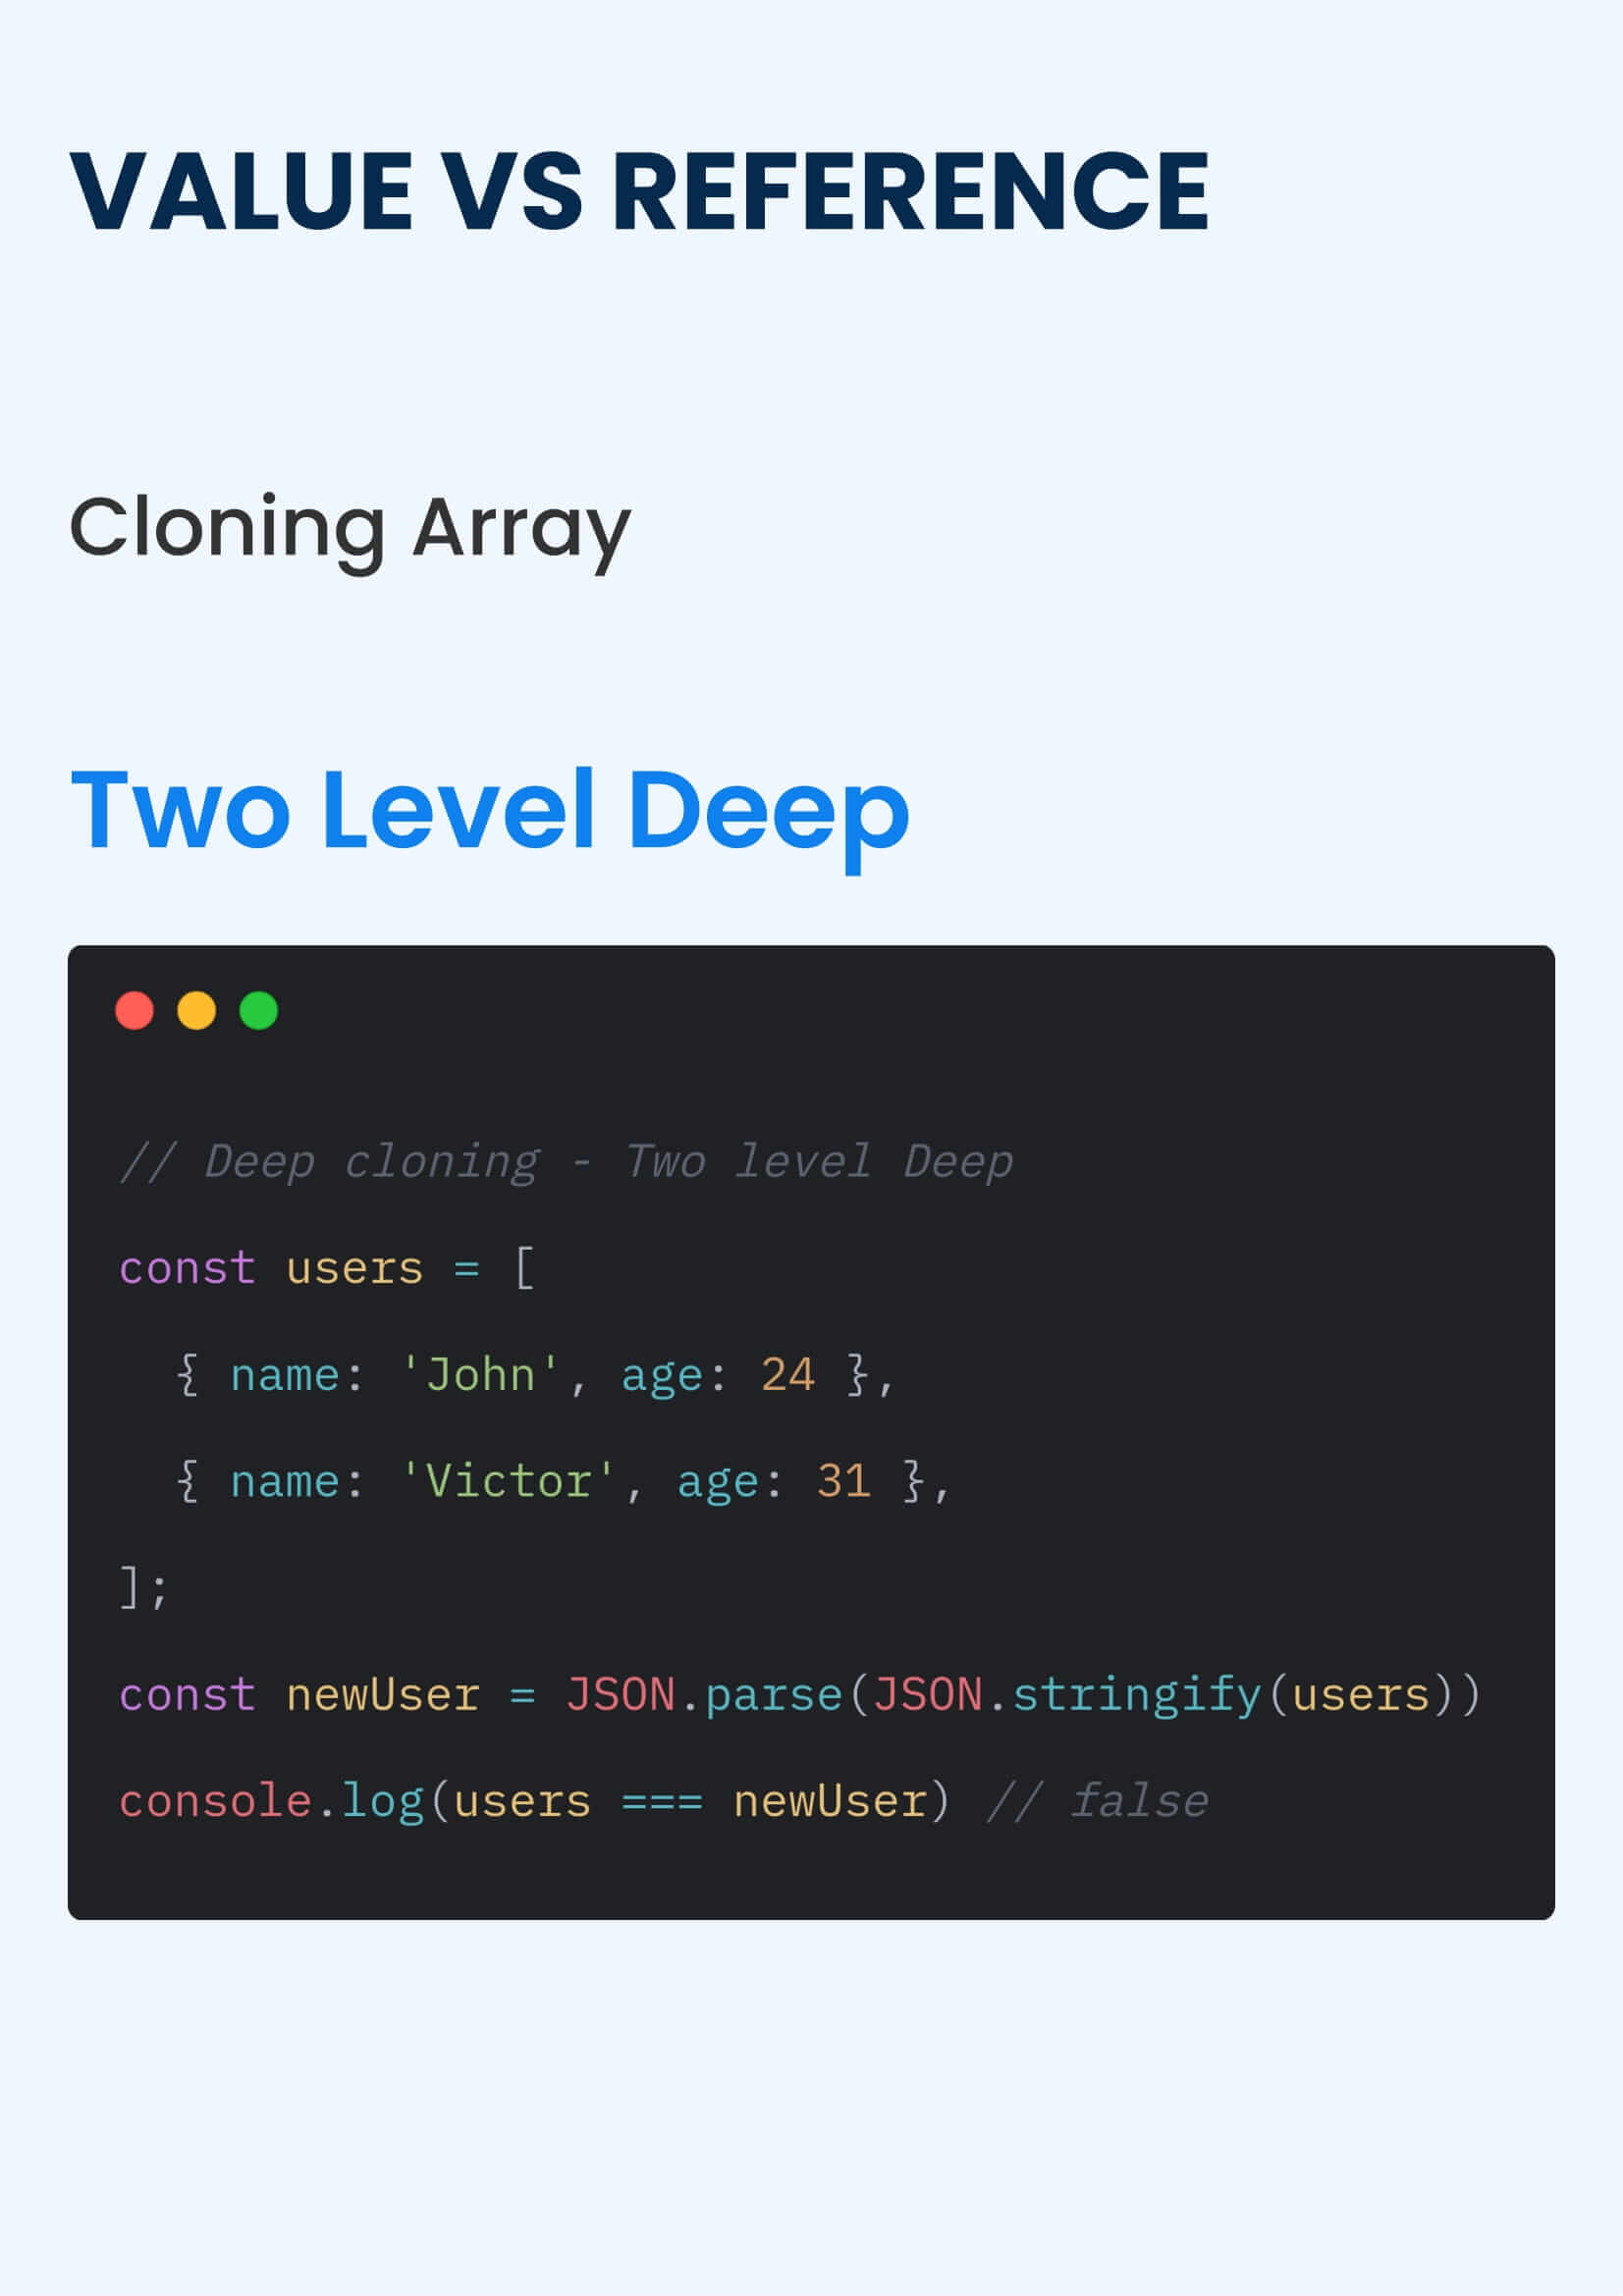 VALUE VS REFERENCE
Cloning Array
Two Level Deep
// Deep cloning - Two level Deep
const users = [
  { name: 'John', age: 24 },
  { name: 'Victor', age: 31 },
];
const newUser = JSON.parse(JSON.stringify(users))
console.log(users === newUser) // false